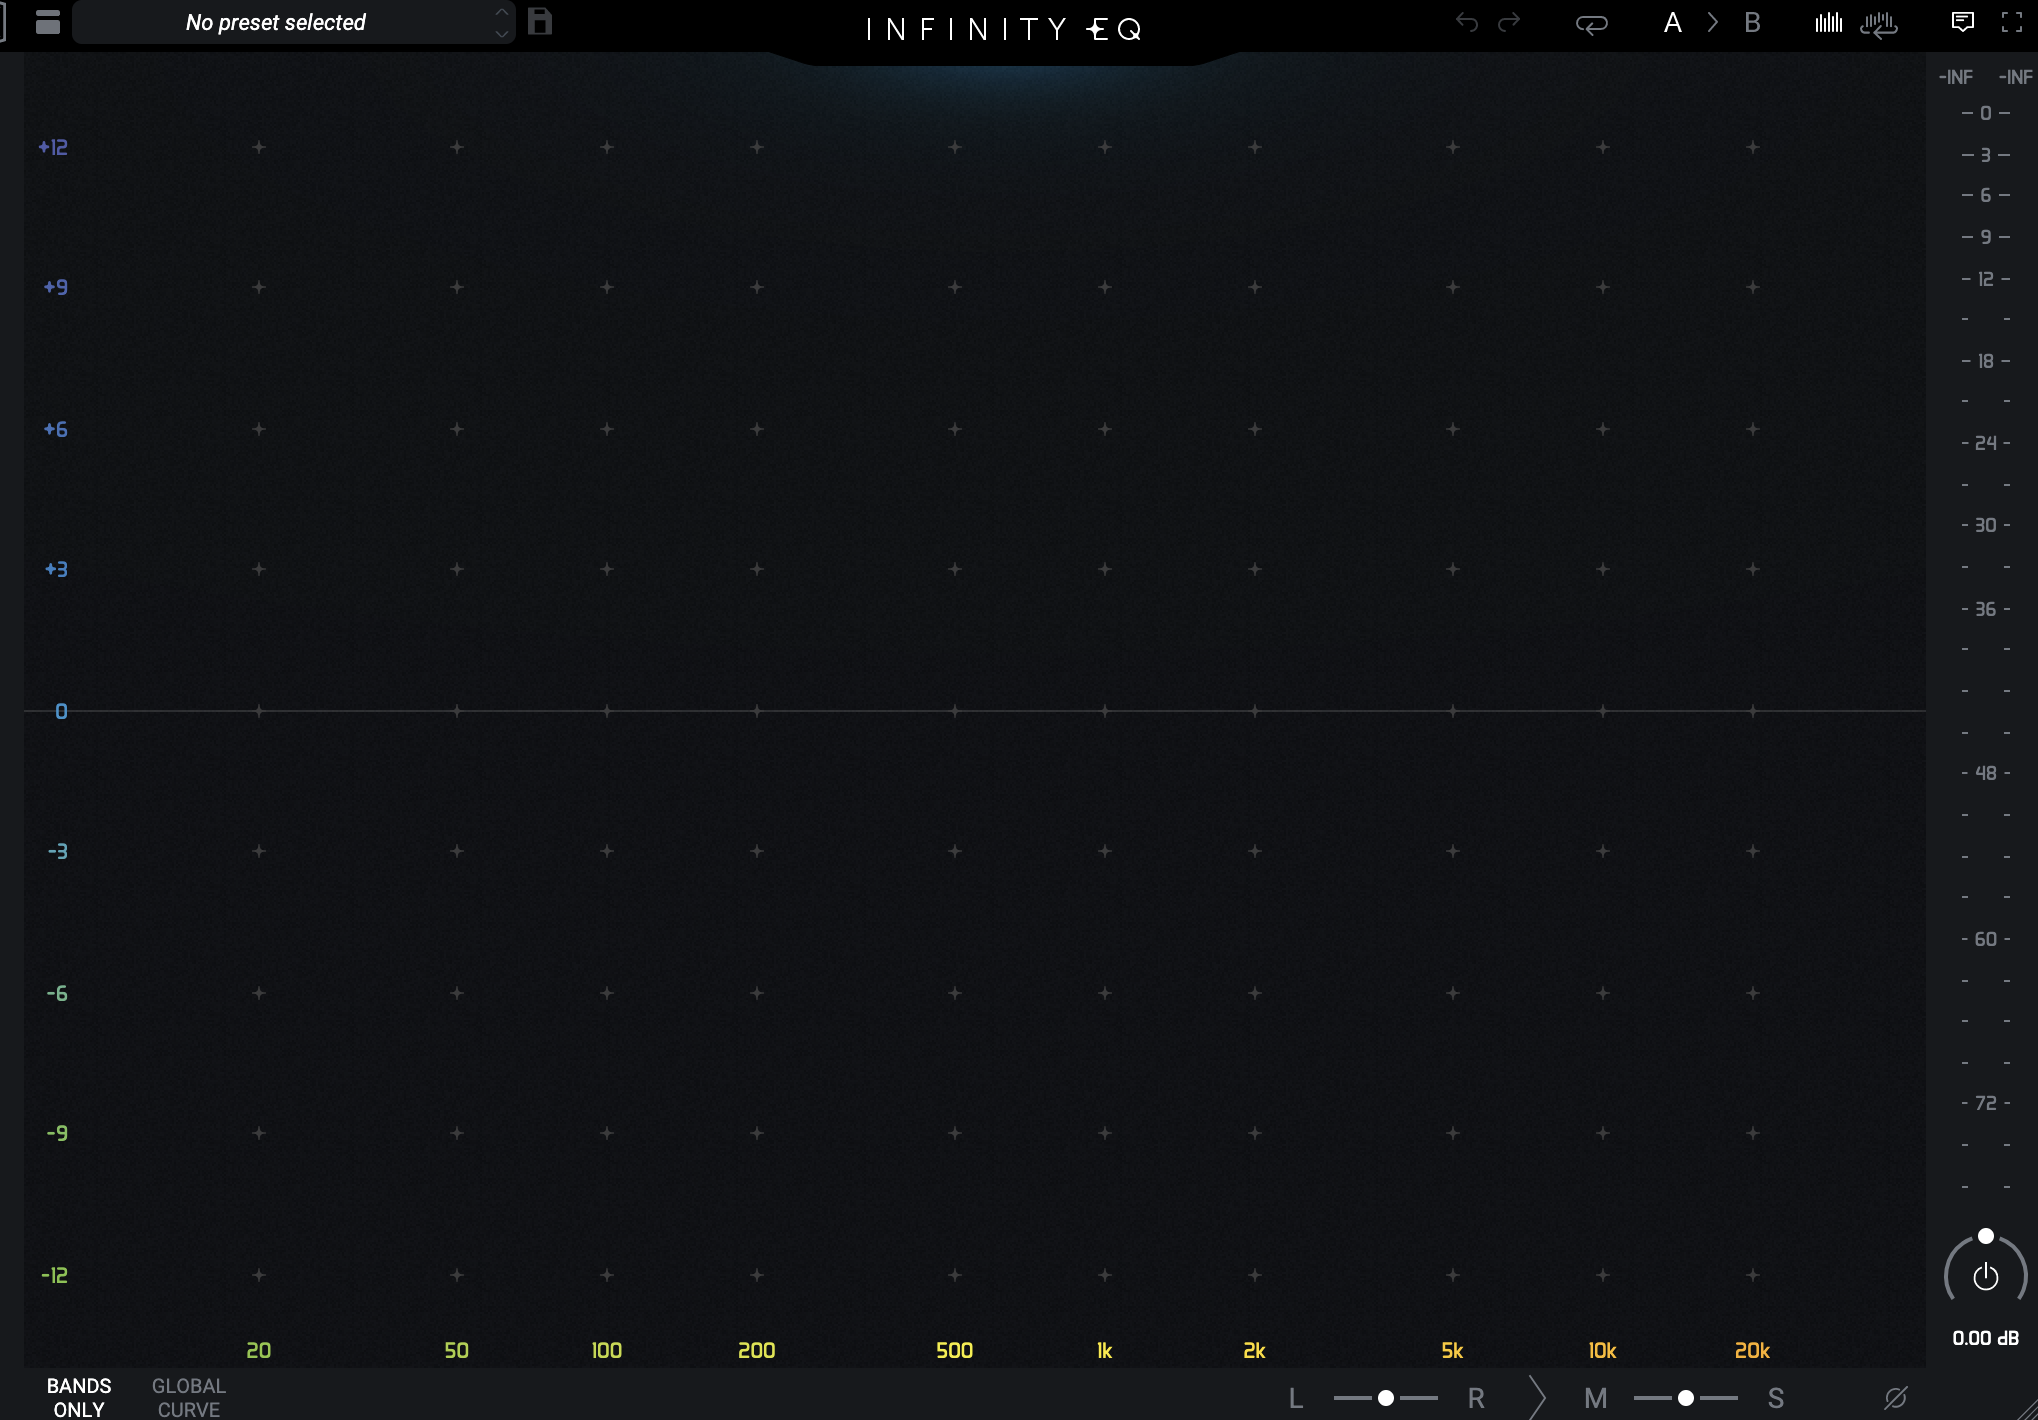 No preset selected
INFINITY EQ
A
B
-INF -INF
+12
+9
+6
+3
0
-3
-6
-9
-12
0
3
6
9
12
18
24
30
36
48
60
72
0.00 dB
20 50 100 200 500 1k 2k 5k 10k 20k
BANDS ONLY
GLOBAL CURVE
L R M S